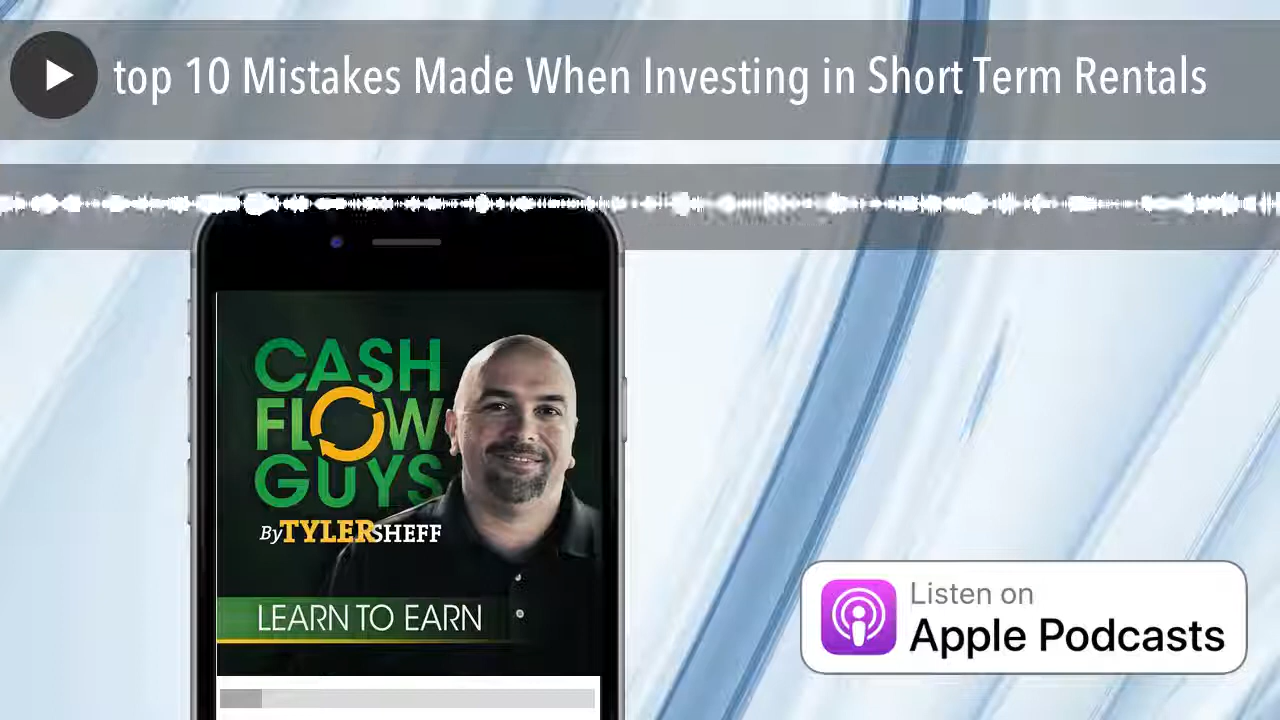 top 10 Mistakes Made When Investing in Short Term Rentals
CASH
FLOW
GUYS
By TYLER SHEFF
LEARN TO EARN
Listen on
Apple Podcasts